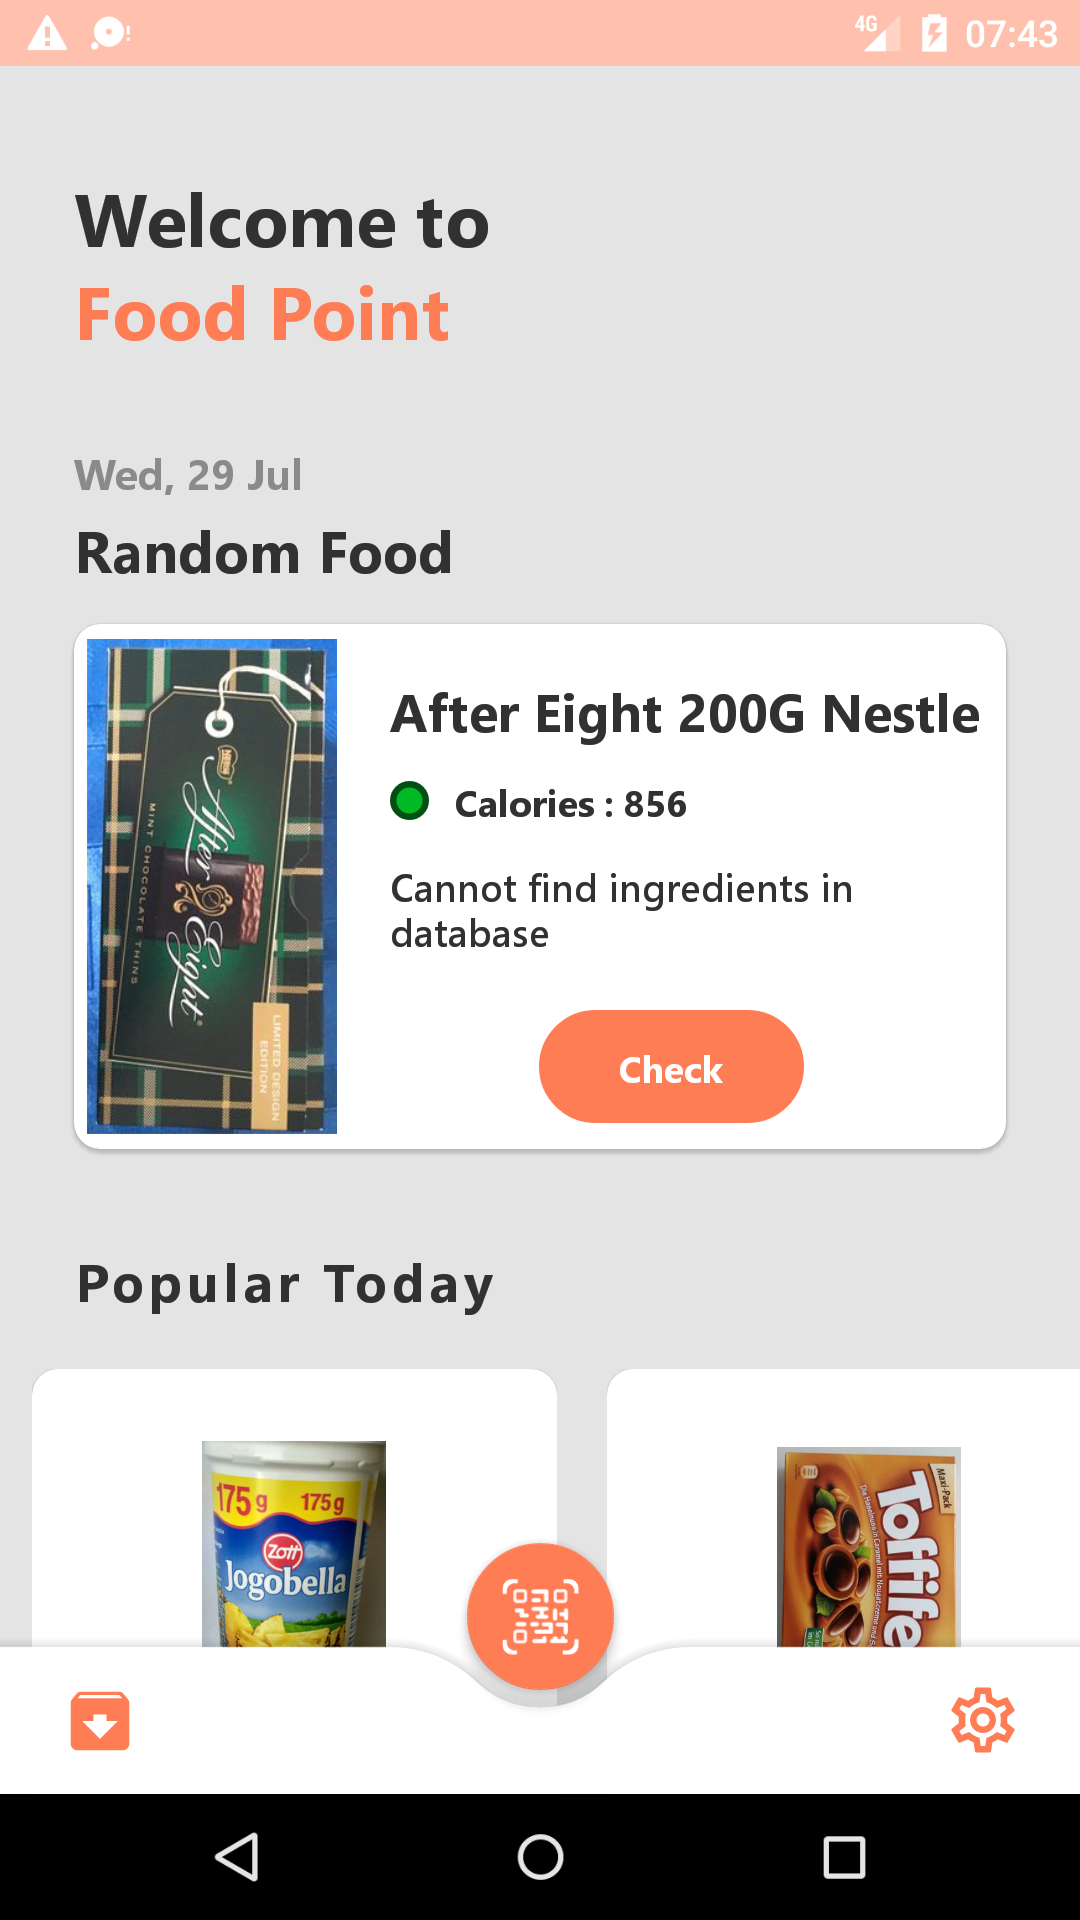 4G 07:43
Welcome to
Food Point
Wed, 29 Jul
Random Food
After Eight 200G Nestle
Calories : 856
Cannot find ingredients in
database
Check
Nestlé
After
Eight
MINT CHOCOLATE THINS
LIMITED DESIGN
EDITION
Popular Today
175 g 175g
Zott
Jogobella
Maxi-Pack
Toffife